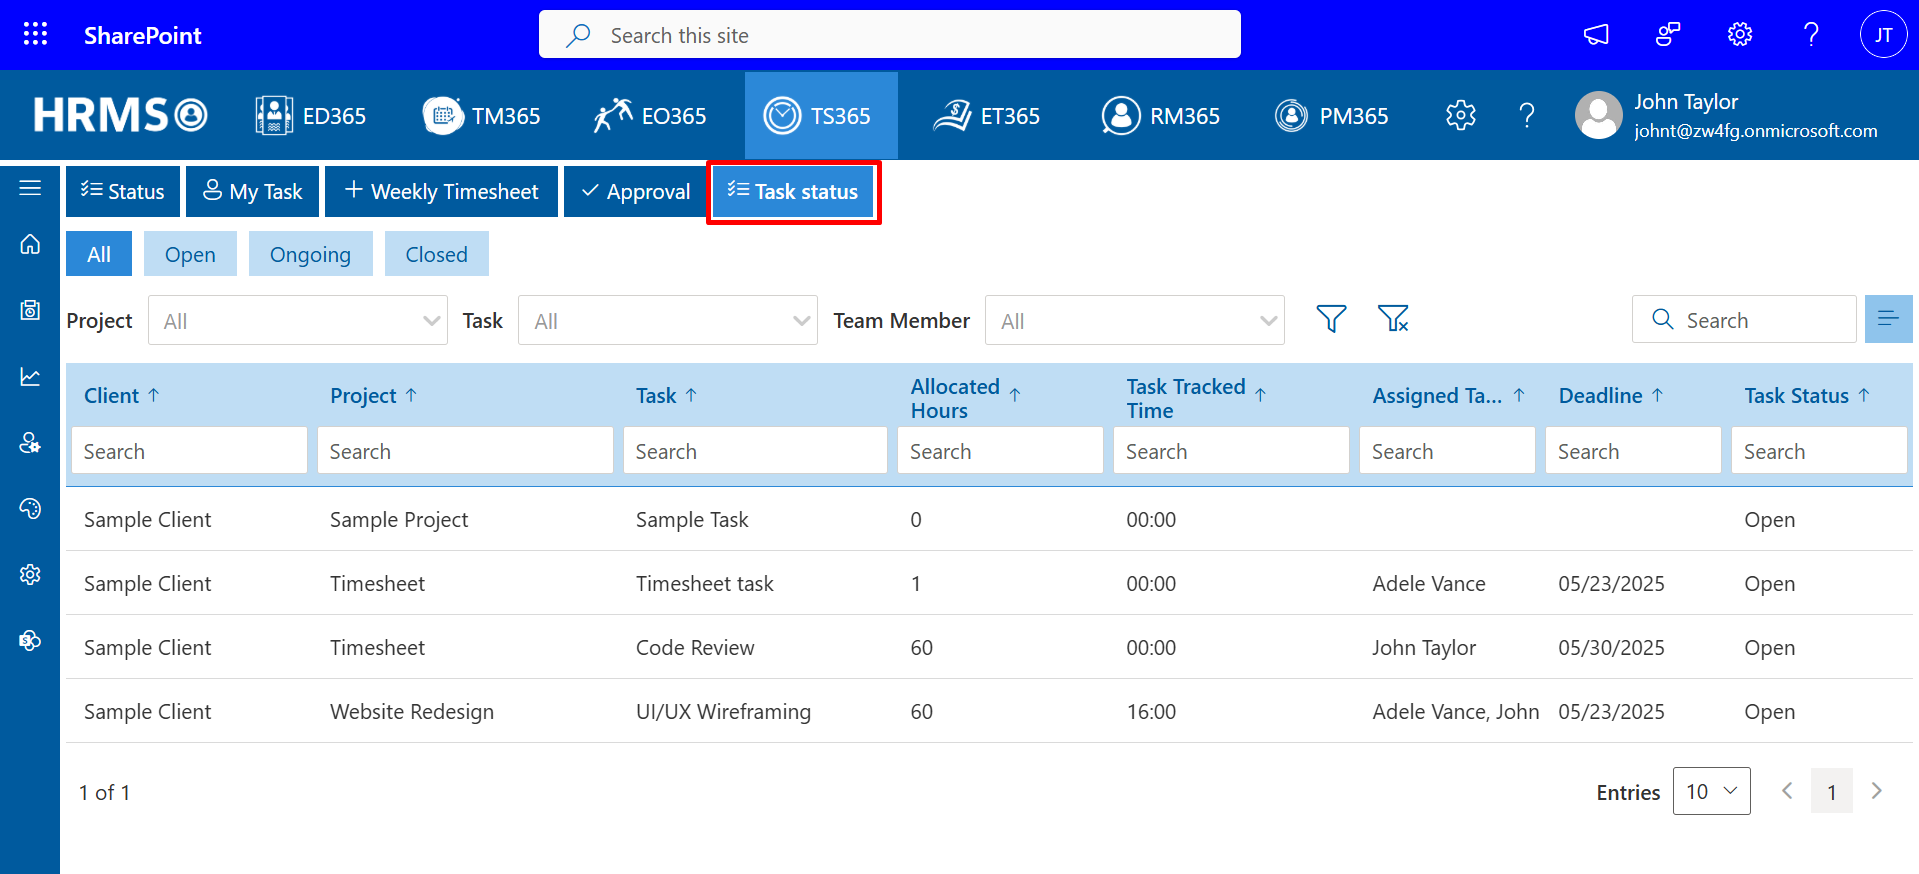 SharePoint
Search this site
JT
HRMS
ED365
TM365
EO365
TS365
ET365
RM365
PM365
John Taylor
johnt@zw4fg.onmicrosoft.com
Status
My Task
Weekly Timesheet
Approval
Task status
All
Open
Ongoing
Closed
Project
All
Task
All
Team Member
All
Search
Client
Project
Task
Allocated
Hours
Task Tracked
Time
Assigned Ta...
Deadline
Task Status
Search
Search
Search
Search
Search
Search
Search
Search
Sample Client
Sample Project
Sample Task
0
00:00
Open
Sample Client
Timesheet
Timesheet task
1
00:00
Adele Vance
05/23/2025
Open
Sample Client
Timesheet
Code Review
60
00:00
John Taylor
05/30/2025
Open
Sample Client
Website Redesign
UI/UX Wireframing
60
16:00
Adele Vance, John
05/23/2025
Open
1 of 1
Entries
10
1